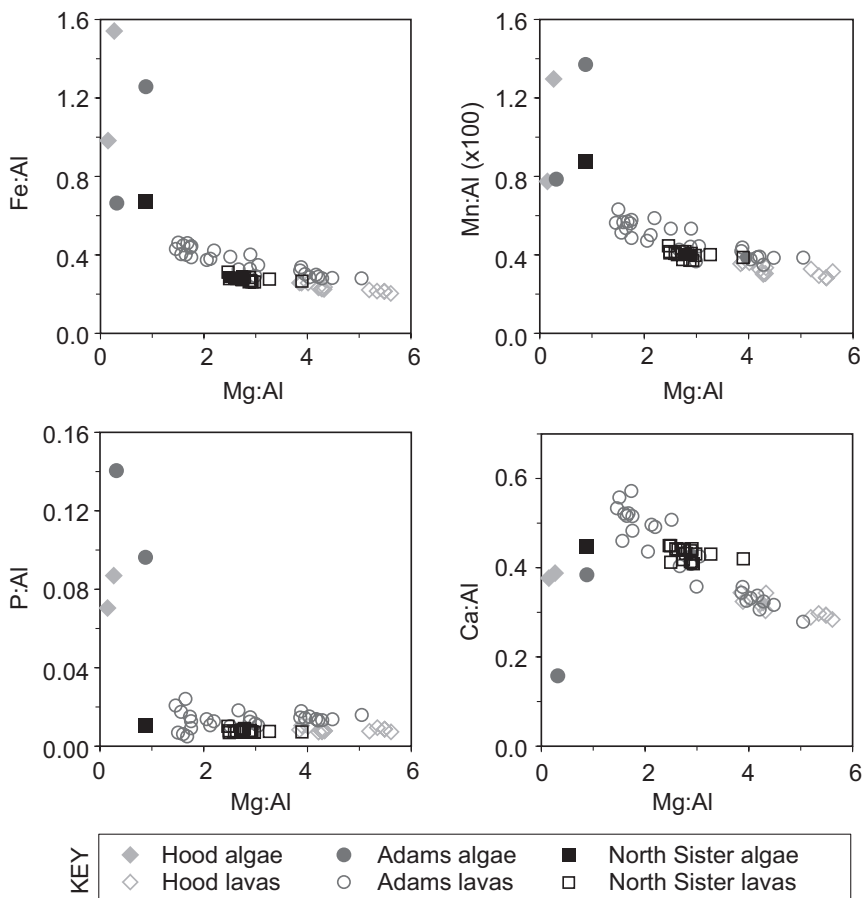 1.6
1.2
0.8
0.4
0.0
Fe:Al
0 2 4 6
Mg:Al
1.6
1.2
0.8
0.4
0.0
Mn:Al (x100)
0 2 4 6
Mg:Al
0.16
0.12
0.08
0.04
0.00
P:Al
0 2 4 6
Mg:Al
0.6
0.4
0.2
0.0
Ca:Al
0 2 4 6
Mg:Al
KEY
Hood algae Adams algae North Sister algae
Hood lavas Adams lavas North Sister lavas